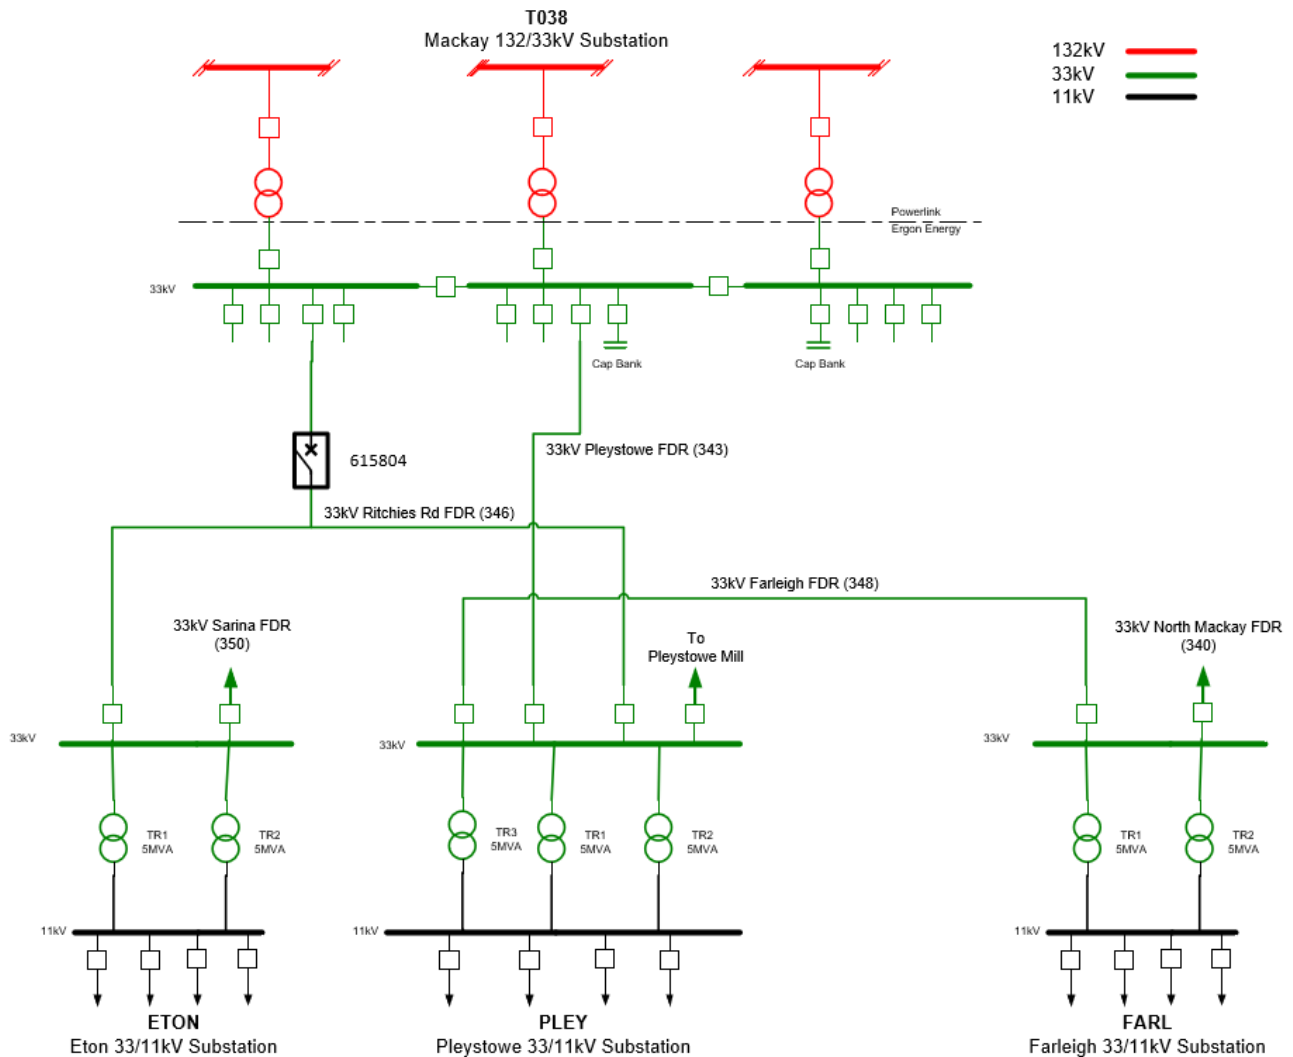 T038
Mackay 132/33kV Substation
132kV
33kV
11kV
Powerlink
Ergon Energy
33kV
Cap Bank
Cap Bank
33kV Pleystowe FDR (343)
615804
33kV Ritchies Rd FDR (346)
33kV Farleigh FDR (348)
33kV Sarina FDR
(350)
To
Pleystowe Mill
33kV North Mackay FDR
(340)
33kV
33kV
33kV
TR1
5MVA
TR2
5MVA
TR3
5MVA
TR1
5MVA
TR2
5MVA
TR1
5MVA
TR2
5MVA
11kV
11kV
11kV
ETON
Eton 33/11kV Substation
PLEY
Pleystowe 33/11kV Substation
FARL
Farleigh 33/11kV Substation